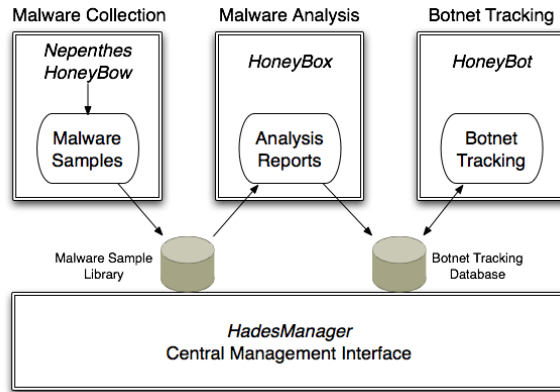 Malware Collection
Malware Analysis
Botnet Tracking
Nepenthes
HoneyBow
HoneyBox
HoneyBot
Malware
Samples
Analysis
Reports
Botnet
Tracking
Malware Sample
Library
Botnet Tracking
Database
HadesManager
Central Management Interface